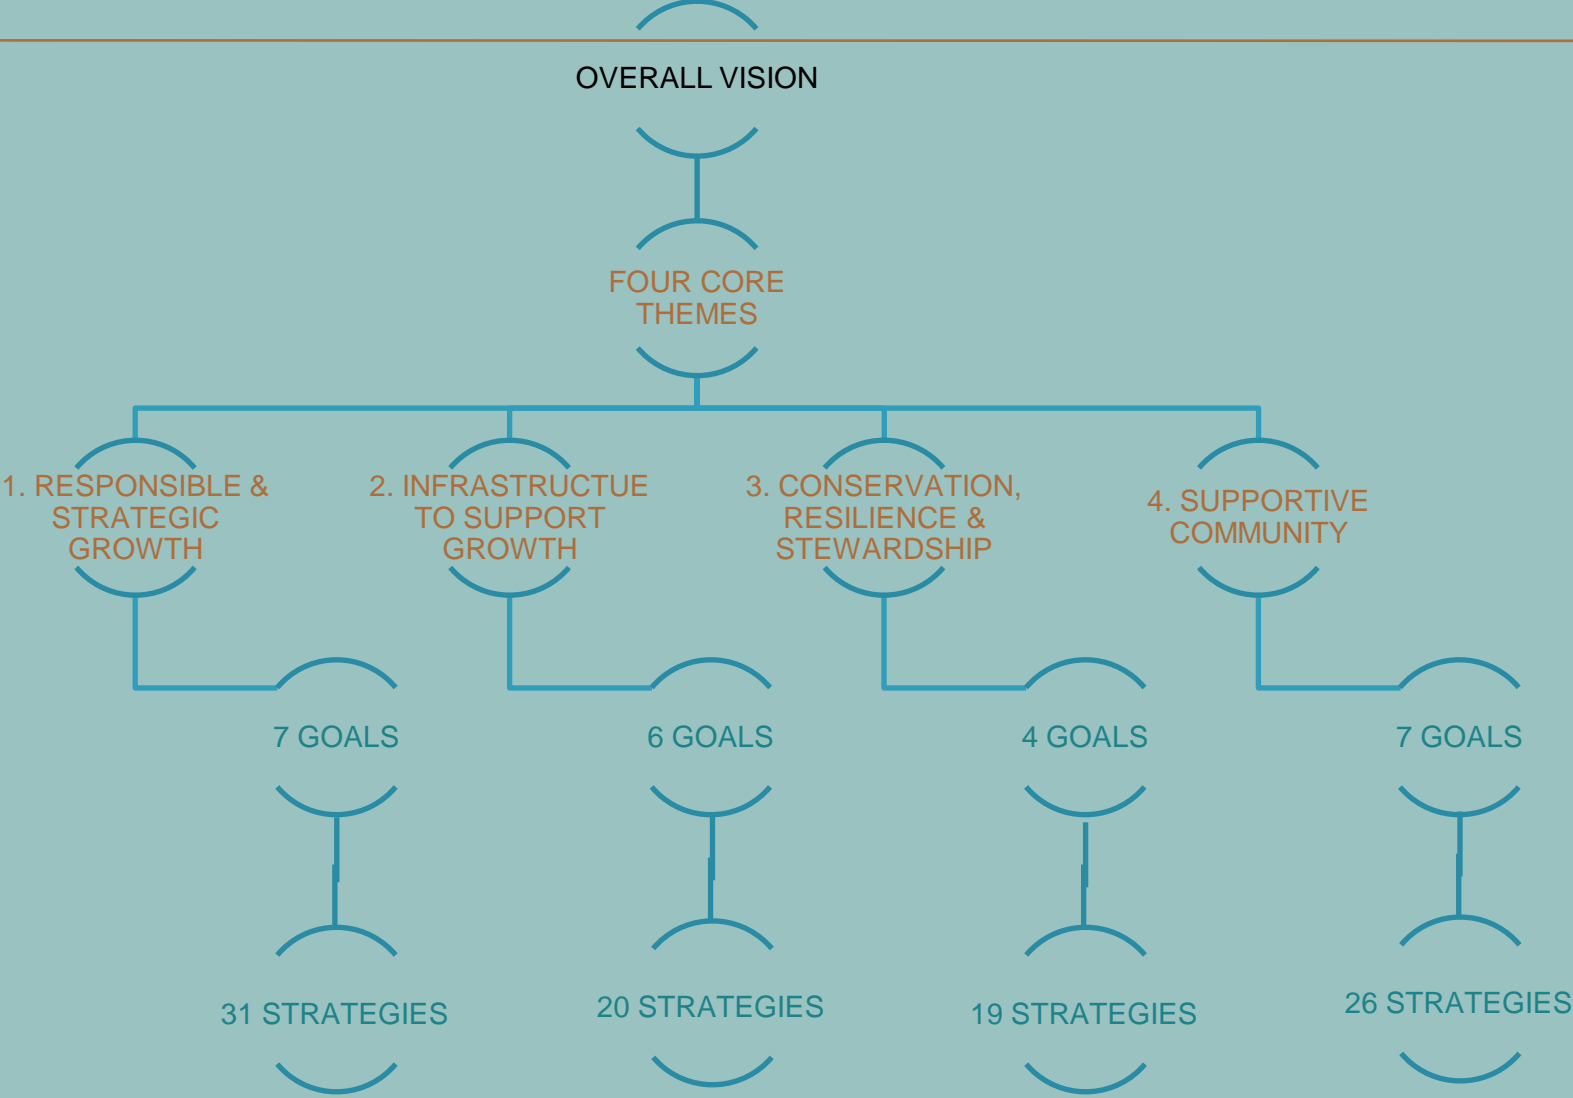 OVERALL VISION
FOUR CORE
THEMES
1. RESPONSIBLE &
STRATEGIC
GROWTH
2. INFRASTRUCTUE
TO SUPPORT
GROWTH
3. CONSERVATION,
RESILIENCE &
STEWARDSHIP
4. SUPPORTIVE
COMMUNITY
7 GOALS
6 GOALS
4 GOALS
7 GOALS
31 STRATEGIES
20 STRATEGIES
19 STRATEGIES
26 STRATEGIES